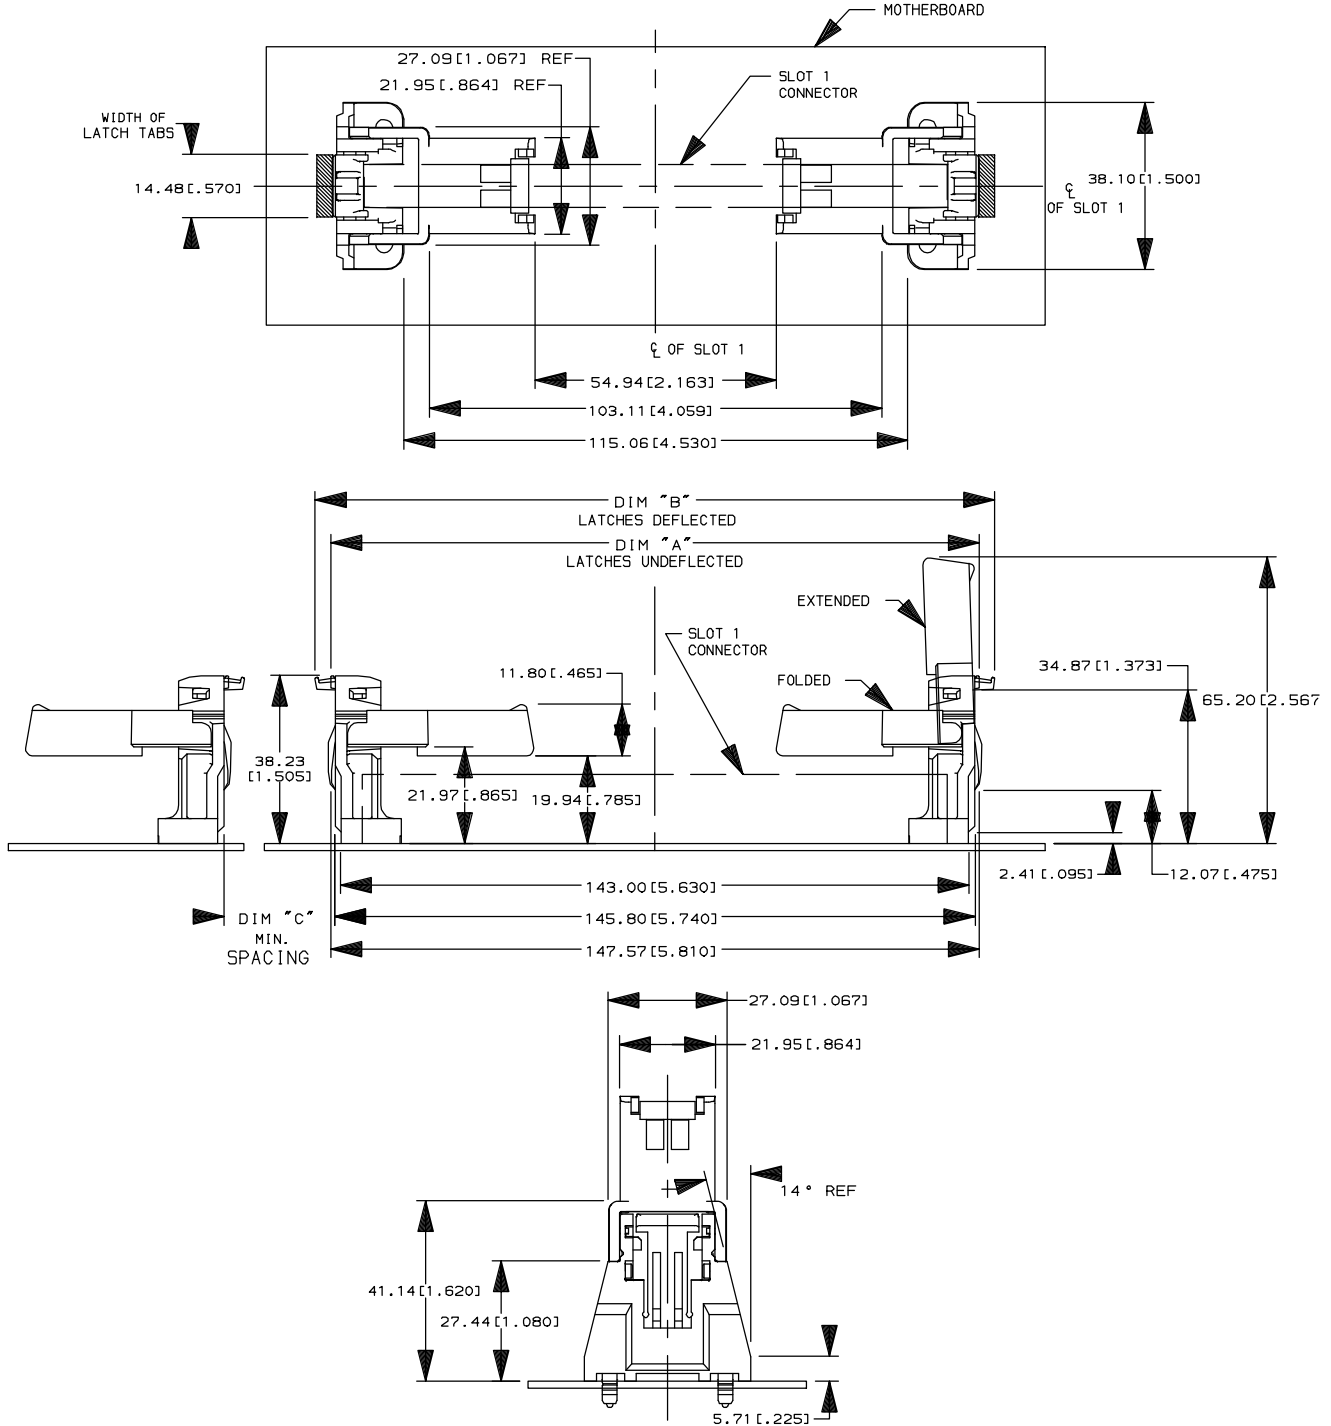 MOTHERBOARD
27.09[1.067] REF
21.95[.864] REF
SLOT 1
CONNECTOR
WIDTH OF
LATCH TABS
14.48[.570]
38.10[1.500]
℄
OF SLOT 1
℄ OF SLOT 1
54.94[2.163]
103.11[4.059]
115.06[4.530]
DIM "B"
LATCHES DEFLECTED
DIM "A"
LATCHES UNDEFLECTED
EXTENDED
SLOT 1
CONNECTOR
11.80[.465]
FOLDED
34.87[1.373]
65.20[2.567
38.23
[1.505]
21.97[.865]
19.94[.785]
2.41[.095]
12.07[.475]
143.00[5.630]
DIM "C"
MIN.
SPACING
145.80[5.740]
147.57[5.810]
27.09[1.067]
21.95[.864]
14° REF
41.14[1.620]
27.44[1.080]
5.71[.225]